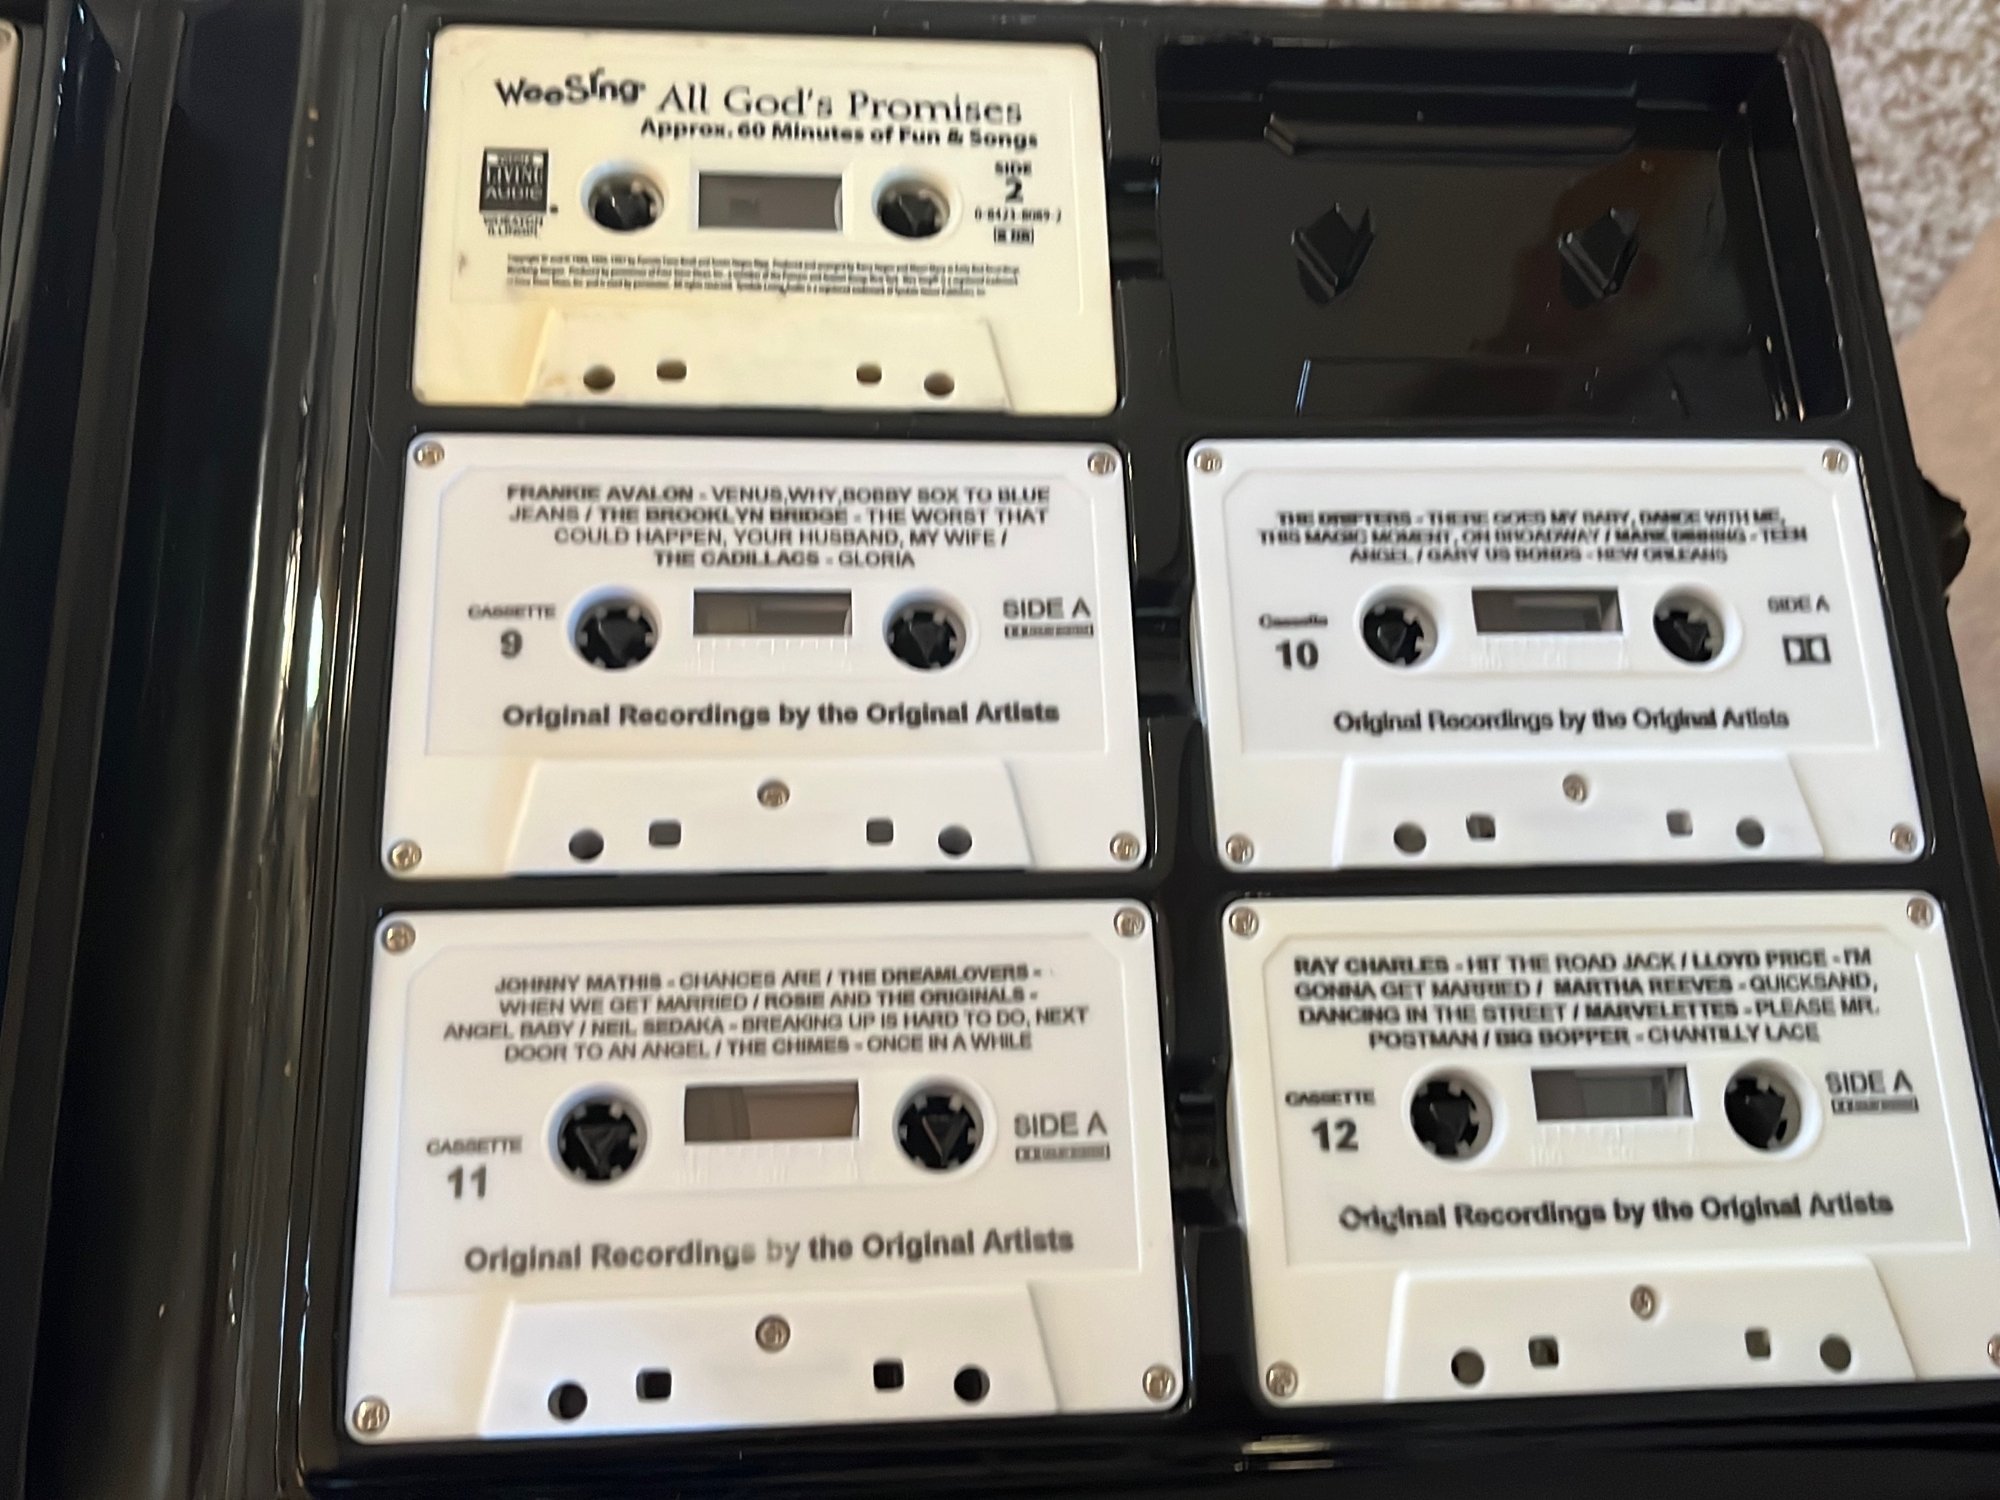 WeeSing® All God's Promises
Approx. 60 Minutes of Fun & Songs
LIVING
AUDIO
WHEATON
ILLINOIS
SIDE
2
FRANKIE AVALON - VENUS,WHY,BOBBY SOX TO BLUE
JEANS / THE BROOKLYN BRIDGE - THE WORST THAT
COULD HAPPEN, YOUR HUSBAND, MY WIFE /
THE CADILLACS - GLORIA
CASSETTE
9
SIDE A
Original Recordings by the Original Artists
THE DRIFTERS - THERE GOES MY BABY, DANCE WITH ME,
THIS MAGIC MOMENT, ON BROADWAY / MARK DINNING - TEEN
ANGEL / GARY US BONDS - NEW ORLEANS
Cassette
10
SIDE A
Original Recordings by the Original Artists
JOHNNY MATHIS - CHANCES ARE / THE DREAMLOVERS -
WHEN WE GET MARRIED / ROSIE AND THE ORIGINALS -
ANGEL BABY / NEIL SEDAKA - BREAKING UP IS HARD TO DO, NEXT
DOOR TO AN ANGEL / THE CHIMES - ONCE IN A WHILE
CASSETTE
11
SIDE A
Original Recordings by the Original Artists
RAY CHARLES - HIT THE ROAD JACK / LLOYD PRICE - I'M
GONNA GET MARRIED / MARTHA REEVES - QUICKSAND,
DANCING IN THE STREET / MARVELETTES - PLEASE MR.
POSTMAN / BIG BOPPER - CHANTILLY LACE
CASSETTE
12
SIDE A
Original Recordings by the Original Artists